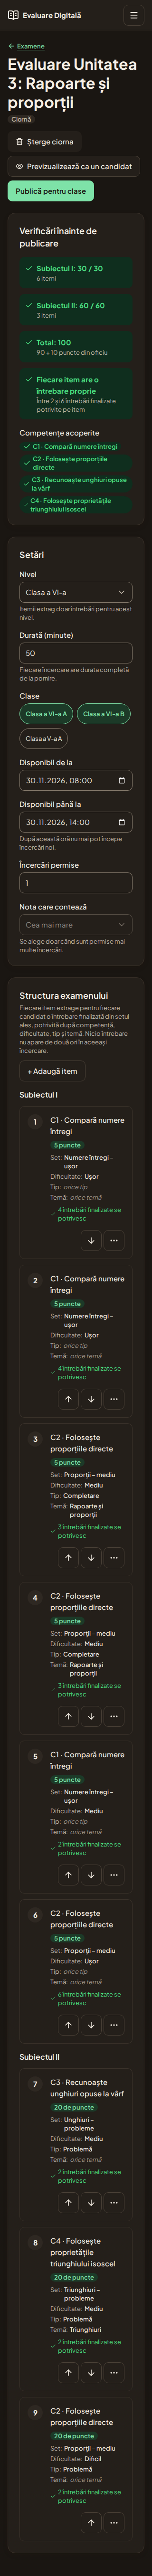 Evaluare Digitală
← Examene
Evaluare Unitatea
3: Rapoarte și
proporții
Ciornă
Șterge ciorna
Previzualizează ca un candidat
Publică pentru clase
Verificări înainte de
publicare
Subiectul I: 30 / 30
6 itemi
Subiectul II: 60 / 60
3 itemi
Total: 100
90 + 10 puncte din oficiu
Fiecare item are o
întrebare proprie
Între 2 și 6 întrebări finalizate
potrivite pe item
Competențe acoperite
C1 · Compară numere întregi
C2 · Folosește proporțiile
directe
C3 · Recunoaște unghiuri opuse
la vârf
C4 · Folosește proprietățile
triunghiului isoscel
Setări
Nivel
Clasa a VI-a
Itemii extrag doar întrebări pentru acest
nivel.
Durată (minute)
50
Fiecare încercare are durata completă
de la pornire.
Clase
Clasa a VI-a A
Clasa a VI-a B
Clasa a V-a A
Disponibil de la
30.11.2026, 08:00
Disponibil până la
30.11.2026, 14:00
După această oră nu mai pot începe
încercări noi.
Încercări permise
1
Nota care contează
Cea mai mare
Se alege doar când sunt permise mai
multe încercări.
Structura examenului
Fiecare item extrage pentru fiecare
candidat o întrebare finalizată din setul
ales, potrivită după competență,
dificultate, tip și temă. Nicio întrebare
nu apare de două ori în aceeași
încercare.
+ Adaugă item
Subiectul I
1
C1 · Compară numere
întregi
5 puncte
Set: Numere întregi –
ușor
Dificultate: Ușor
Tip: orice tip
Temă: orice temă
4 întrebări finalizate se
potrivesc
2
C1 · Compară numere
întregi
5 puncte
Set: Numere întregi –
ușor
Dificultate: Ușor
Tip: orice tip
Temă: orice temă
4 întrebări finalizate se
potrivesc
3
C2 · Folosește
proporțiile directe
5 puncte
Set: Proporții – mediu
Dificultate: Mediu
Tip: Completare
Temă: Rapoarte și
proporții
3 întrebări finalizate se
potrivesc
4
C2 · Folosește
proporțiile directe
5 puncte
Set: Proporții – mediu
Dificultate: Mediu
Tip: Completare
Temă: Rapoarte și
proporții
3 întrebări finalizate se
potrivesc
5
C1 · Compară numere
întregi
5 puncte
Set: Numere întregi –
ușor
Dificultate: Mediu
Tip: orice tip
Temă: orice temă
2 întrebări finalizate se
potrivesc
6
C2 · Folosește
proporțiile directe
5 puncte
Set: Proporții – mediu
Dificultate: Ușor
Tip: orice tip
Temă: orice temă
6 întrebări finalizate se
potrivesc
Subiectul II
7
C3 · Recunoaște
unghiuri opuse la vârf
20 de puncte
Set: Unghiuri –
probleme
Dificultate: Mediu
Tip: Problemă
Temă: orice temă
2 întrebări finalizate se
potrivesc
8
C4 · Folosește
proprietățile
triunghiului isoscel
20 de puncte
Set: Triunghiuri –
probleme
Dificultate: Mediu
Tip: Problemă
Temă: Triunghiuri
2 întrebări finalizate se
potrivesc
9
C2 · Folosește
proporțiile directe
20 de puncte
Set: Proporții – mediu
Dificultate: Dificil
Tip: Problemă
Temă: orice temă
2 întrebări finalizate se
potrivesc